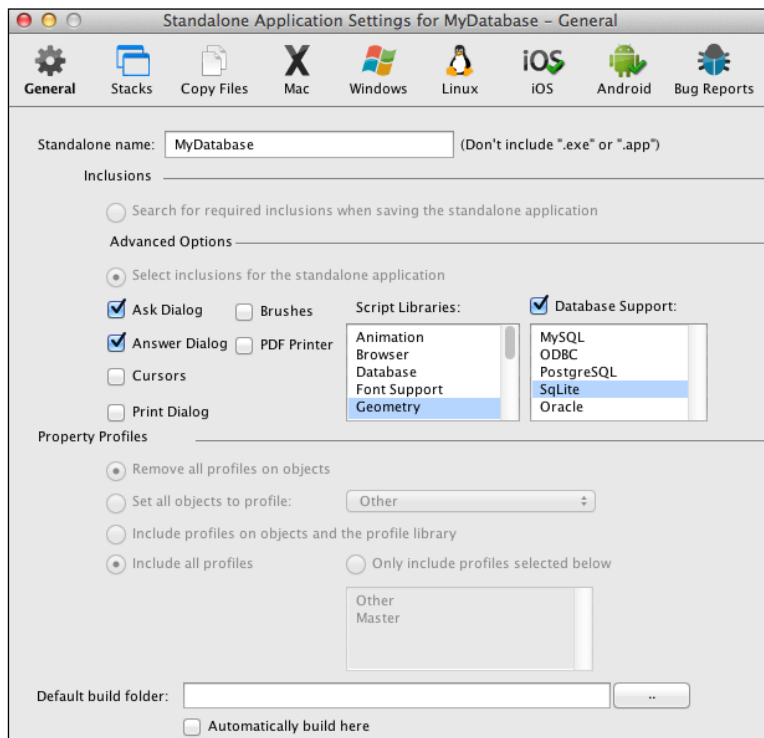 Standalone Application Settings for MyDatabase – General
General Stacks Copy Files Mac Windows Linux iOS Android Bug Reports
iOS
Standalone name: MyDatabase (Don't include ".exe" or ".app")
Inclusions
Search for required inclusions when saving the standalone application
Advanced Options
Select inclusions for the standalone application
Ask Dialog Brushes Script Libraries: Database Support:
Answer Dialog PDF Printer
Cursors
Print Dialog
Animation
Browser
Database
Font Support
Geometry
MySQL
ODBC
PostgreSQL
SqLite
Oracle
Property Profiles
Remove all profiles on objects
Set all objects to profile: Other
Include profiles on objects and the profile library
Include all profiles Only include profiles selected below
Other
Master
Default build folder: ..
Automatically build here